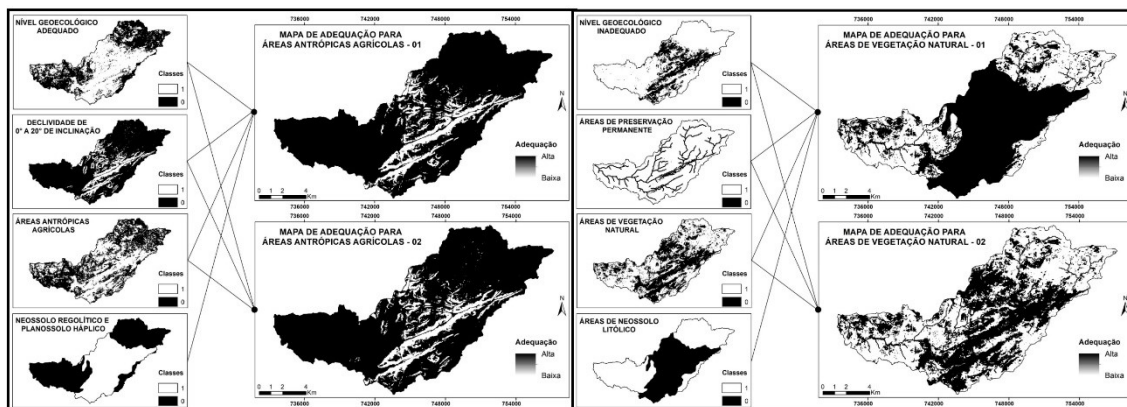 NÍVEL GEOECOLÓGICO
ADEQUADO
Classes
1
0
DECLIVIDADE DE
0° A 20° DE INCLINAÇÃO
Classes
1
0
ÁREAS ANTRÓPICAS
AGRÍCOLAS
Classes
1
0
NEOSSOLO REGOLÍTICO E
PLANOSSOLO HÁPLICO
Classes
1
0
736000 742000 748000 754000
MAPA DE ADEQUAÇÃO PARA
ÁREAS ANTRÓPICAS AGRÍCOLAS - 01
N
Adequação
Alta
Baixa
0 1 2 4
Km
736000 742000 748000 754000
MAPA DE ADEQUAÇÃO PARA
ÁREAS ANTRÓPICAS AGRÍCOLAS - 02
N
Adequação
Alta
Baixa
0 1 2 4
Km
736000 742000 748000 754000
NÍVEL GEOECOLÓGICO
INADEQUADO
Classes
1
0
ÁREAS DE PRESERVAÇÃO
PERMANENTE
Classes
1
0
ÁREAS DE VEGETAÇÃO
NATURAL
Classes
1
0
ÁREAS DE NEOSSOLO
LITÓLICO
Classes
1
0
736000 742000 748000 754000
MAPA DE ADEQUAÇÃO PARA
ÁREAS DE VEGETAÇÃO NATURAL - 01
N
Adequação
Alta
Baixa
0 1 2 4
Km
736000 742000 748000 754000
MAPA DE ADEQUAÇÃO PARA
ÁREAS DE VEGETAÇÃO NATURAL - 02
N
Adequação
Alta
Baixa
0 1 2 4
Km
736000 742000 748000 754000